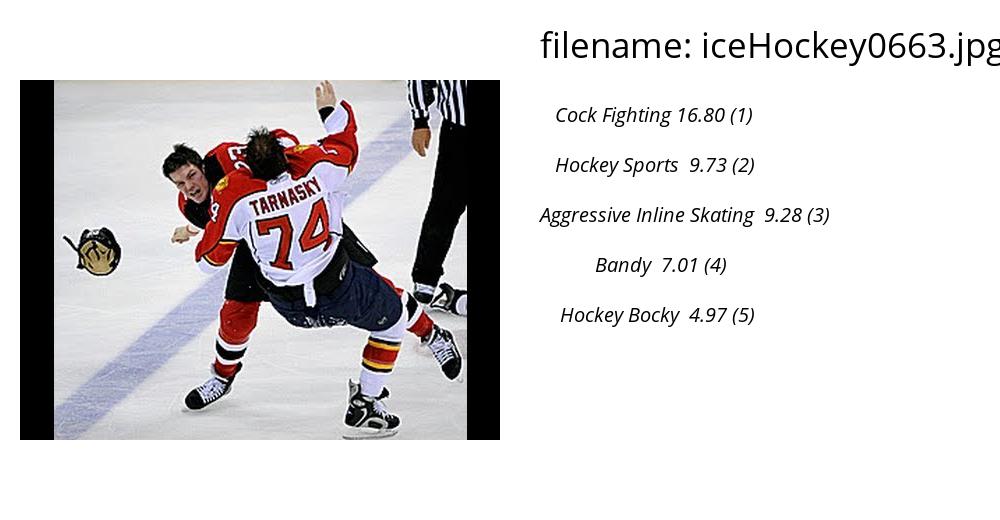 filename: iceHockey0663.jpg
Cock Fighting 16.80 (1)
Hockey Sports 9.73 (2)
Aggressive Inline Skating 9.28 (3)
Bandy 7.01 (4)
Hockey Bocky 4.97 (5)
TARNASKY
74